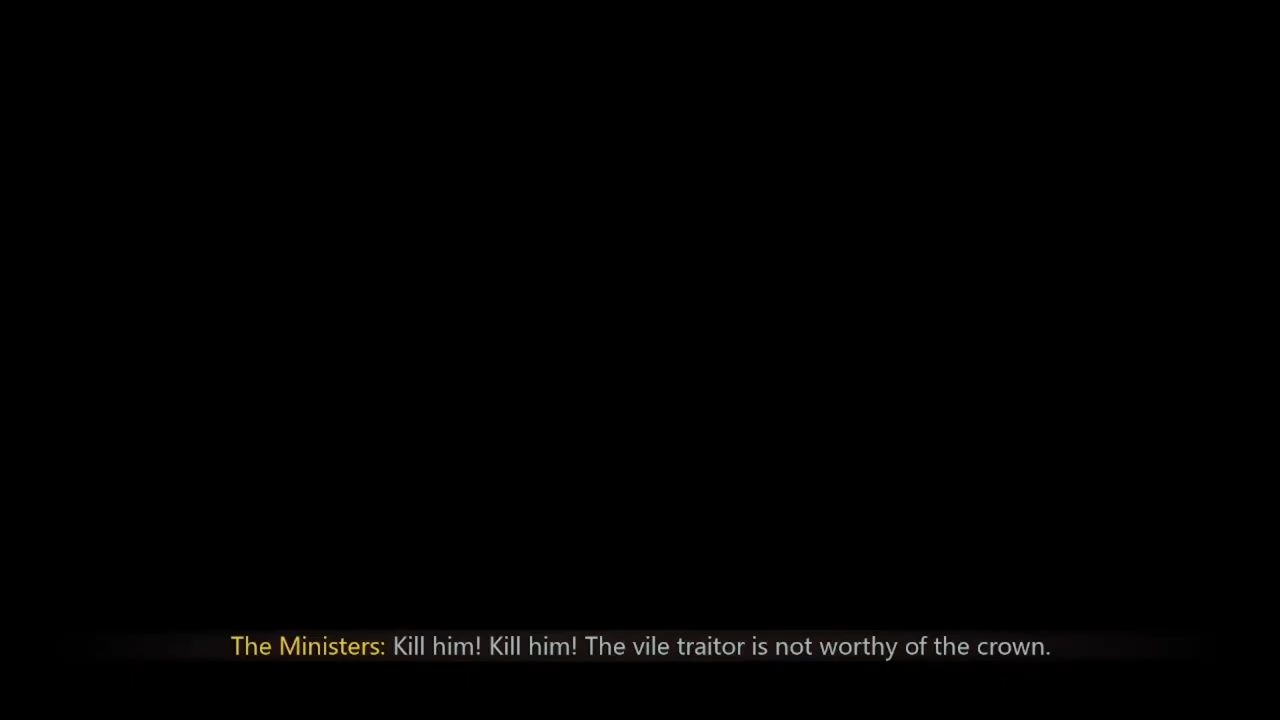 The Ministers: Kill him! Kill him! The vile traitor is not worthy of the crown.